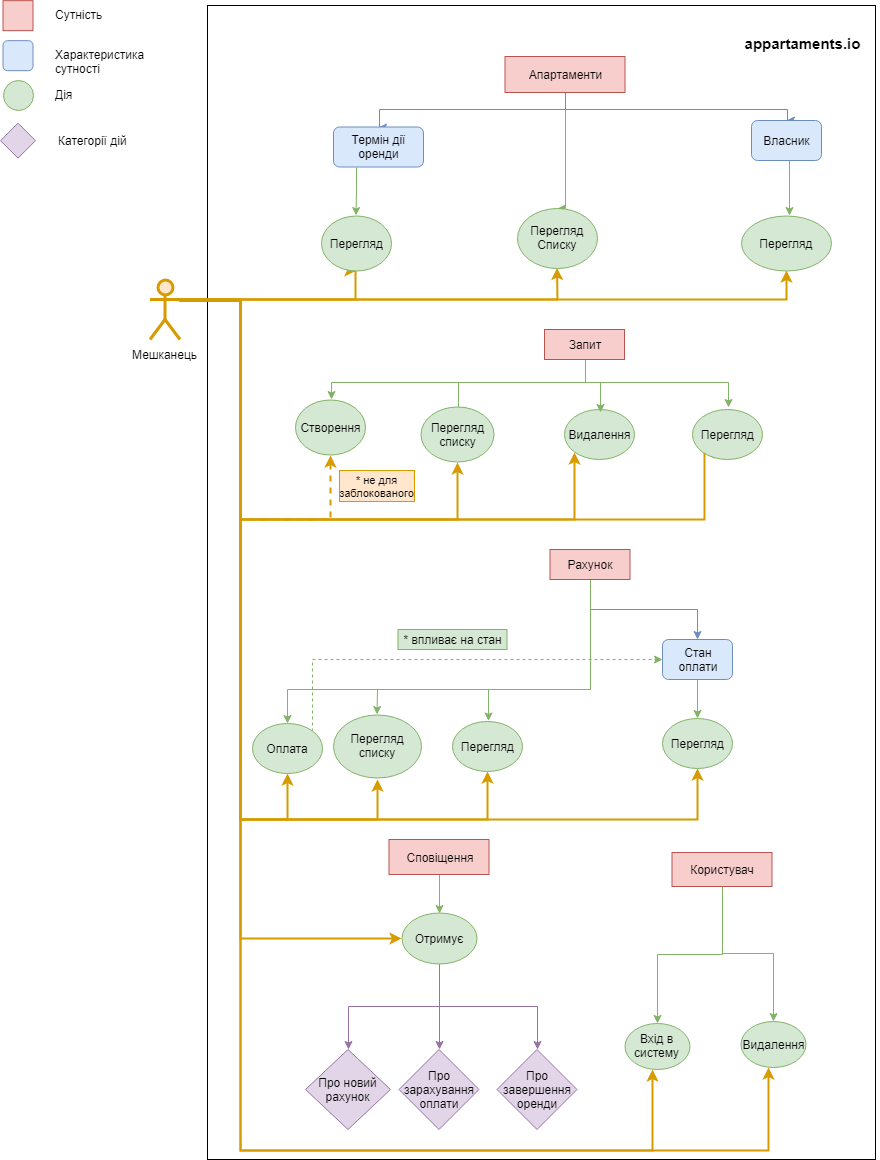 Сутність
Характеристика
сутності
Дія
Категорії дій
appartaments.io
Апартаменти
Термін дії
оренди
Власник
Перегляд
Перегляд
Списку
Перегляд
Мешканець
Запит
Створення
Перегляд
списку
Видалення
Перегляд
* не для
заблокованого
Рахунок
* впливає на стан
Стан
оплати
Оплата
Перегляд
списку
Перегляд
Перегляд
Сповіщення
Користувач
Отримує
Вхід в
систему
Видалення
Про новий
рахунок
Про
зарахування
оплати
Про
завершення
оренди